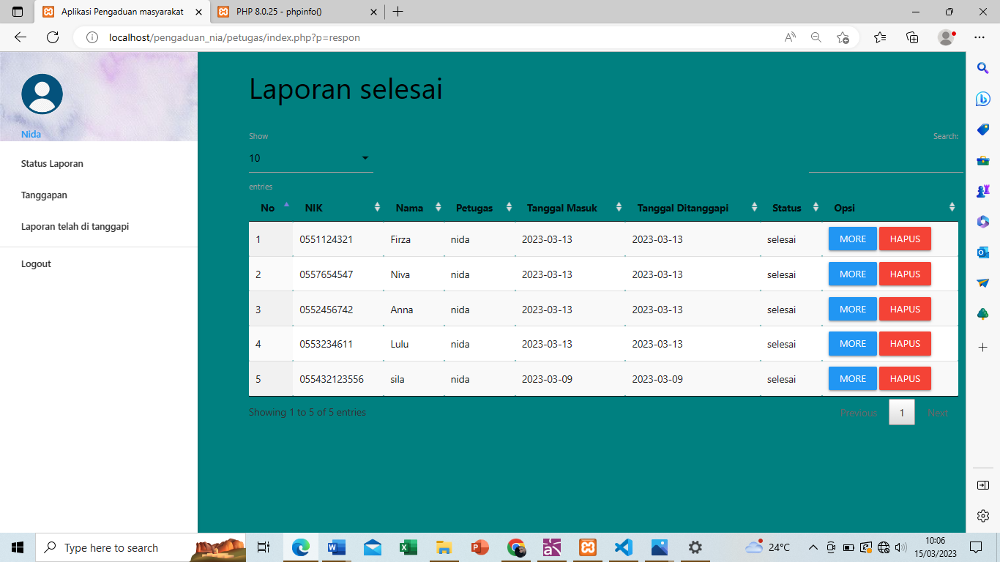 Aplikasi Pengaduan masyarakat
PHP 8.0.25 - phpinfo()
localhost/pengaduan_nia/petugas/index.php?p=respon
Nida
Status Laporan
Tanggapan
Laporan telah di tanggapi
Logout
Laporan selesai
Show
Search:
10
entries
No NIK Nama Petugas Tanggal Masuk Tanggal Ditanggapi Status Opsi
1 0551124321 Firza nida 2023-03-13 2023-03-13 selesai MORE HAPUS
2 0557654547 Niva nida 2023-03-13 2023-03-13 selesai MORE HAPUS
3 0552456742 Anna nida 2023-03-13 2023-03-13 selesai MORE HAPUS
4 0553234611 Lulu nida 2023-03-13 2023-03-13 selesai MORE HAPUS
5 055432123556 sila nida 2023-03-09 2023-03-09 selesai MORE HAPUS
Showing 1 to 5 of 5 entries
Previous 1 Next
Type here to search
24°C
10:06
15/03/2023